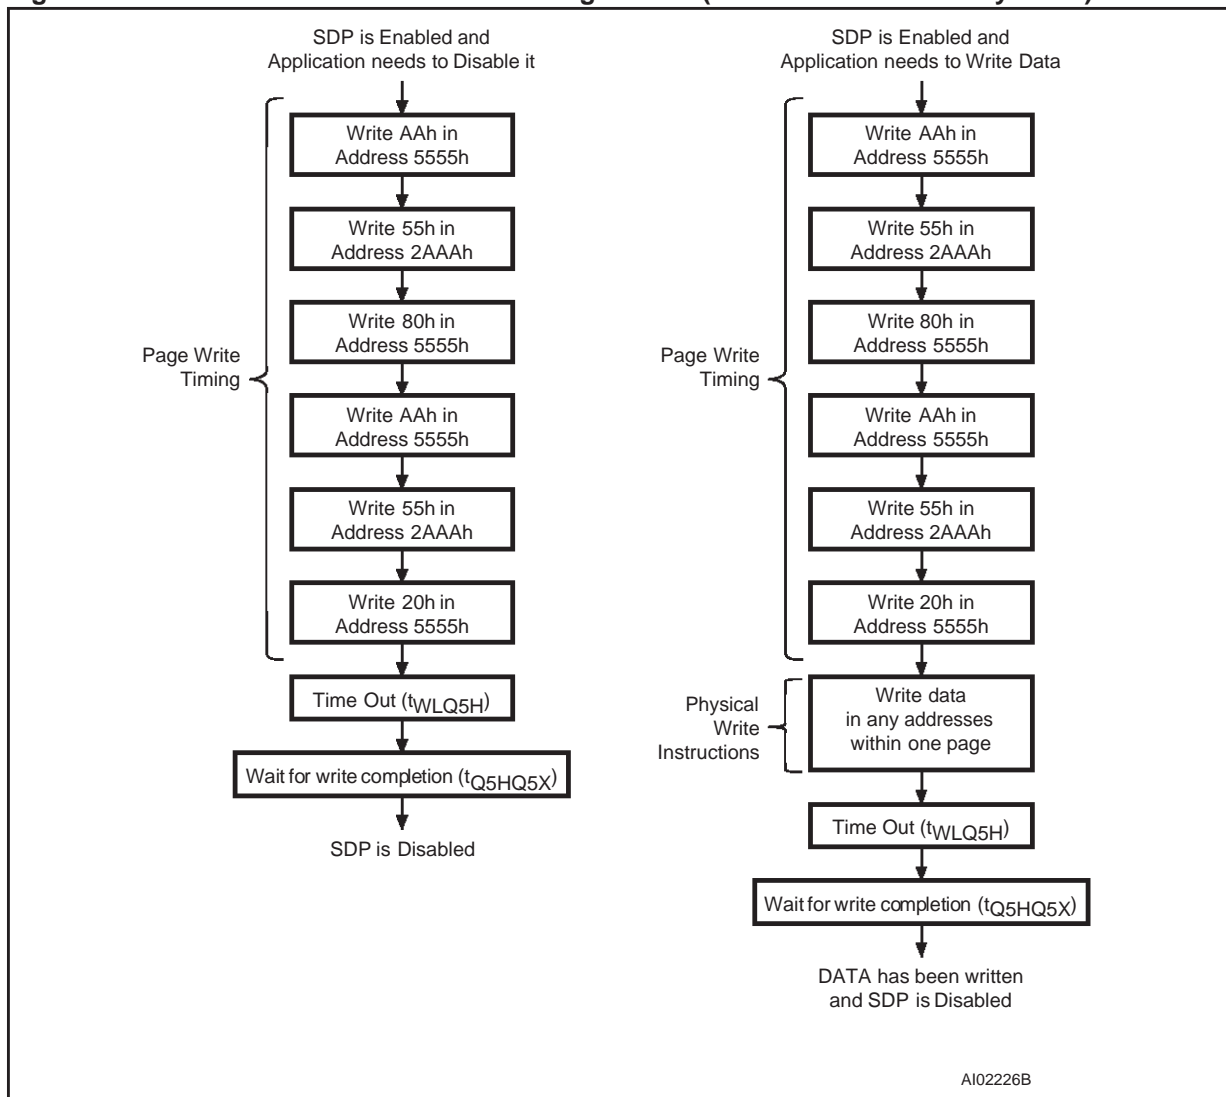 SDP is Enabled and
Application needs to Disable it
Write AAh in
Address 5555h
Write 55h in
Address 2AAAh
Write 80h in
Address 5555h
Page Write
Timing
Write AAh in
Address 5555h
Write 55h in
Address 2AAAh
Write 20h in
Address 5555h
Time Out (tWLQ5H)
Wait for write completion (tQ5HQ5X)
SDP is Disabled
SDP is Enabled and
Application needs to Write Data
Write AAh in
Address 5555h
Write 55h in
Address 2AAAh
Write 80h in
Address 5555h
Page Write
Timing
Write AAh in
Address 5555h
Write 55h in
Address 2AAAh
Write 20h in
Address 5555h
Physical
Write
Instructions
Write data
in any addresses
within one page
Time Out (tWLQ5H)
Wait for write completion (tQ5HQ5X)
DATA has been written
and SDP is Disabled
AI02226B